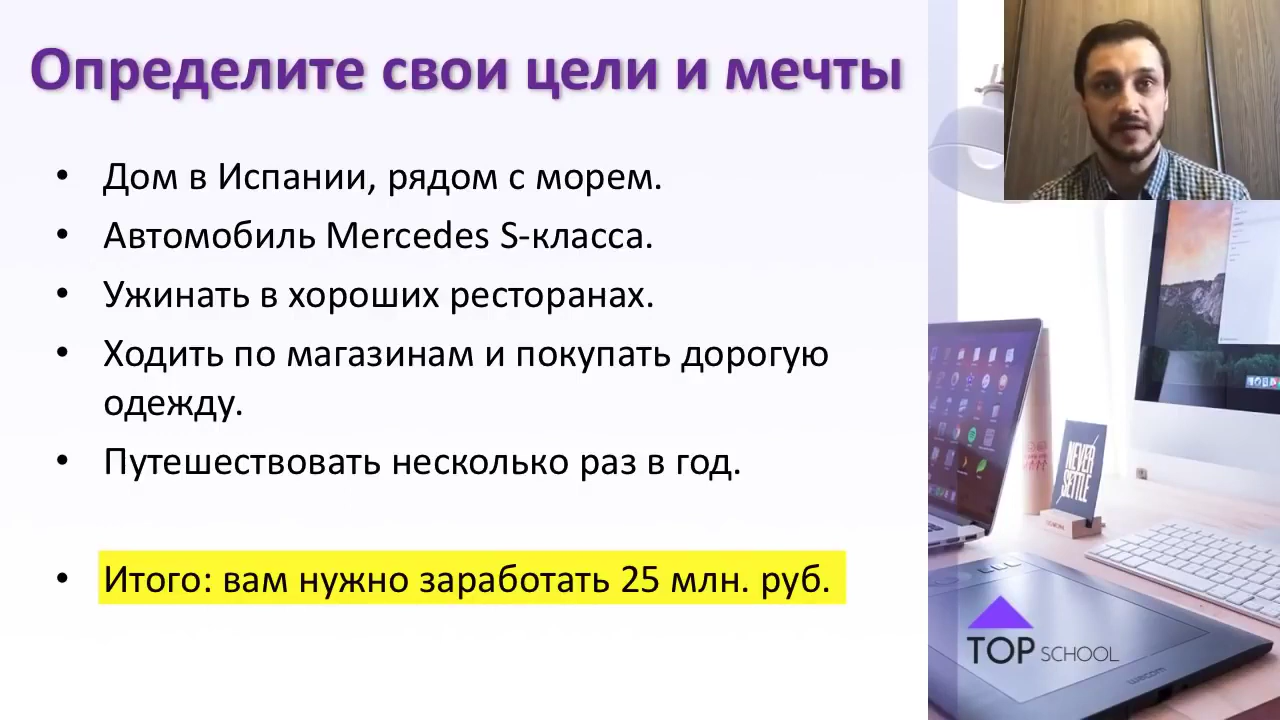 Определите свои цели и мечты
• Дом в Испании, рядом с морем.
• Автомобиль Mercedes S-класса.
• Ужинать в хороших ресторанах.
• Ходить по магазинам и покупать дорогую
одежду.
• Путешествовать несколько раз в год.
• Итого: вам нужно заработать 25 млн. руб.
NEVER
SETTLE
TOP SCHOOL
wacom